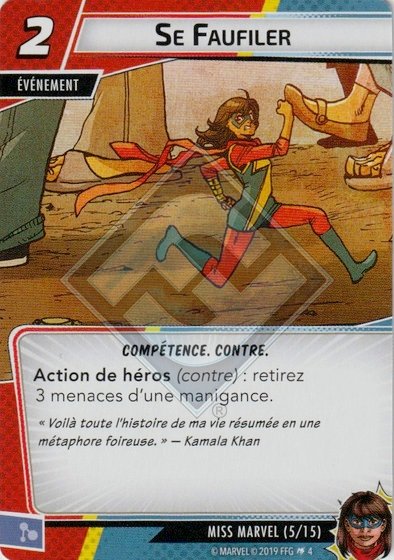 2
SE FAUFILER
ÉVÉNEMENT
COMPÉTENCE. CONTRE.
Action de héros (contre) : retirez
3 menaces d'une manigance.
« Voilà toute l'histoire de ma vie résumée en une
métaphore foireuse. » — Kamala Khan
MISS MARVEL (5/15)
© MARVEL © 2019 FFG 4